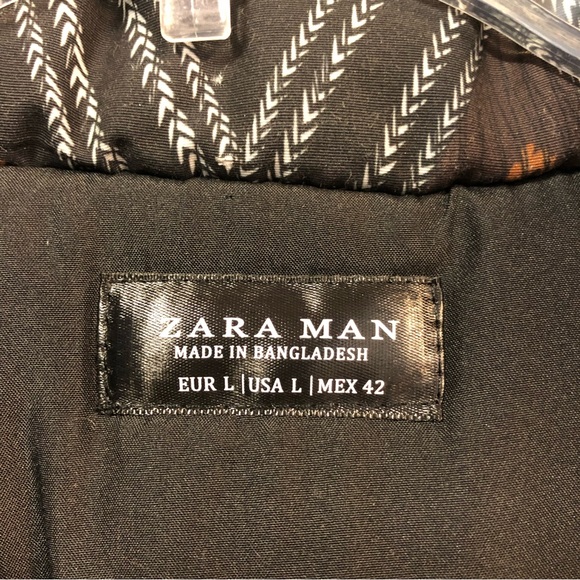 ZARA MAN
MADE IN BANGLADESH
EUR L | USA L | MEX 42